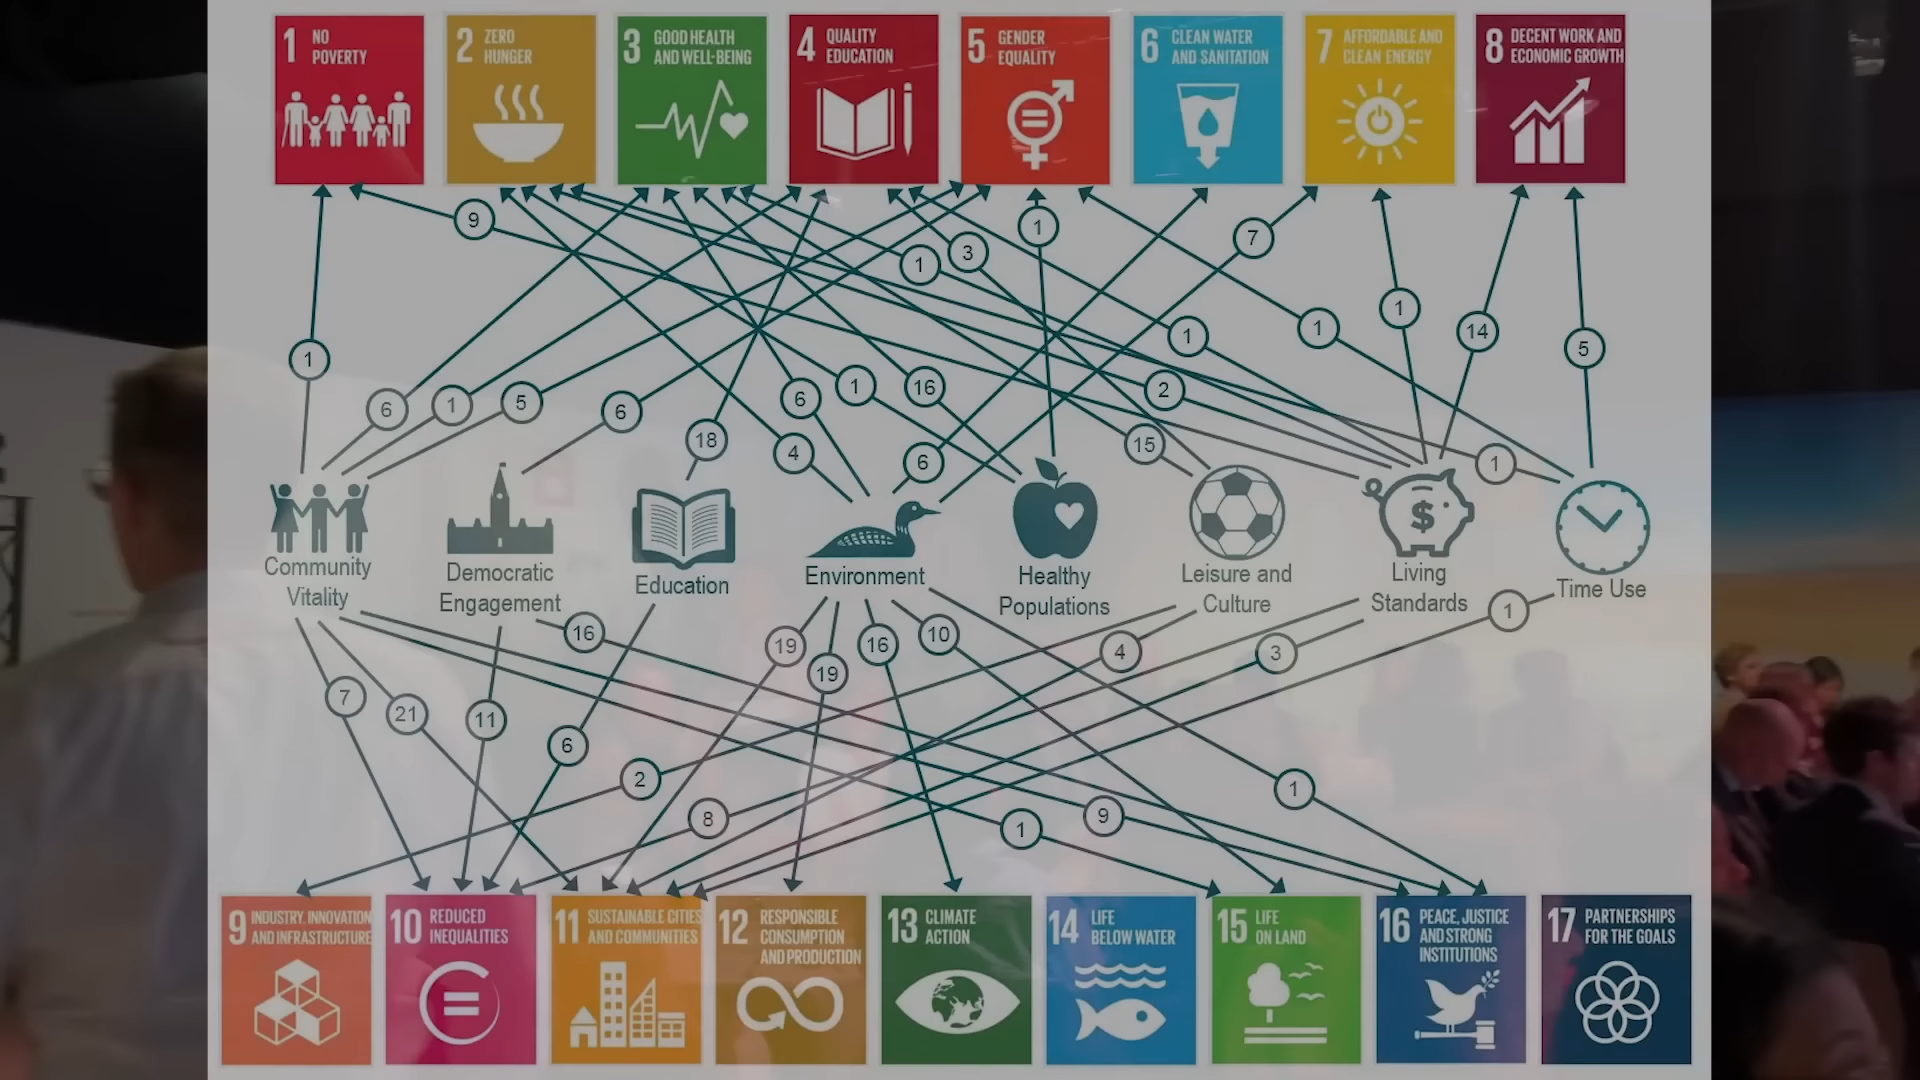 1 NO
POVERTY
2 ZERO
HUNGER
3 GOOD HEALTH
AND WELL-BEING
4 QUALITY
EDUCATION
5 GENDER
EQUALITY
6 CLEAN WATER
AND SANITATION
7 AFFORDABLE AND
CLEAN ENERGY
8 DECENT WORK AND
ECONOMIC GROWTH
9
1
7
3
1
1
1
14
1
5
1
6
1
5
6
18
6
1
16
2
4
6
15
1
$
Community
Vitality
Democratic
Engagement
Education
Environment
Healthy
Populations
Leisure and
Culture
Living
Standards
Time Use
1
16
19
16
10
4
3
19
7
21
11
6
2
1
8
1
9
9 INDUSTRY, INNOVATION
AND INFRASTRUCTURE
10 REDUCED
INEQUALITIES
11 SUSTAINABLE CITIES
AND COMMUNITIES
12 RESPONSIBLE
CONSUMPTION
AND PRODUCTION
13 CLIMATE
ACTION
14 LIFE
BELOW WATER
15 LIFE
ON LAND
16 PEACE, JUSTICE
AND STRONG
INSTITUTIONS
17 PARTNERSHIPS
FOR THE GOALS